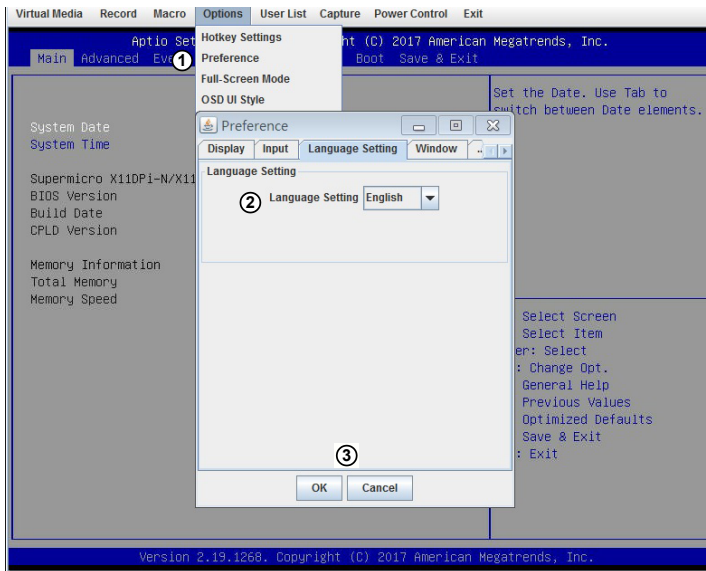 Virtual Media Record Macro Options User List Capture Power Control Exit
Aptio Set ht (C) 2017 American Megatrends, Inc.
Main Advanced Eve Boot Save & Exit
Hotkey Settings
1 Preference
Full-Screen Mode
OSD UI Style
Set the Date. Use Tab to
switch between Date elements.
System Date
System Time
Supermicro X11DPi-N/X11
BIOS Version
Build Date
CPLD Version
Memory Information
Total Memory
Memory Speed
Preference
Display Input Language Setting Window ..
Language Setting
2 Language Setting English
3
OK Cancel
Select Screen
Select Item
er: Select
: Change Opt.
General Help
Previous Values
Optimized Defaults
Save & Exit
: Exit
Version 2.19.1268. Copyright (C) 2017 American Megatrends, Inc.